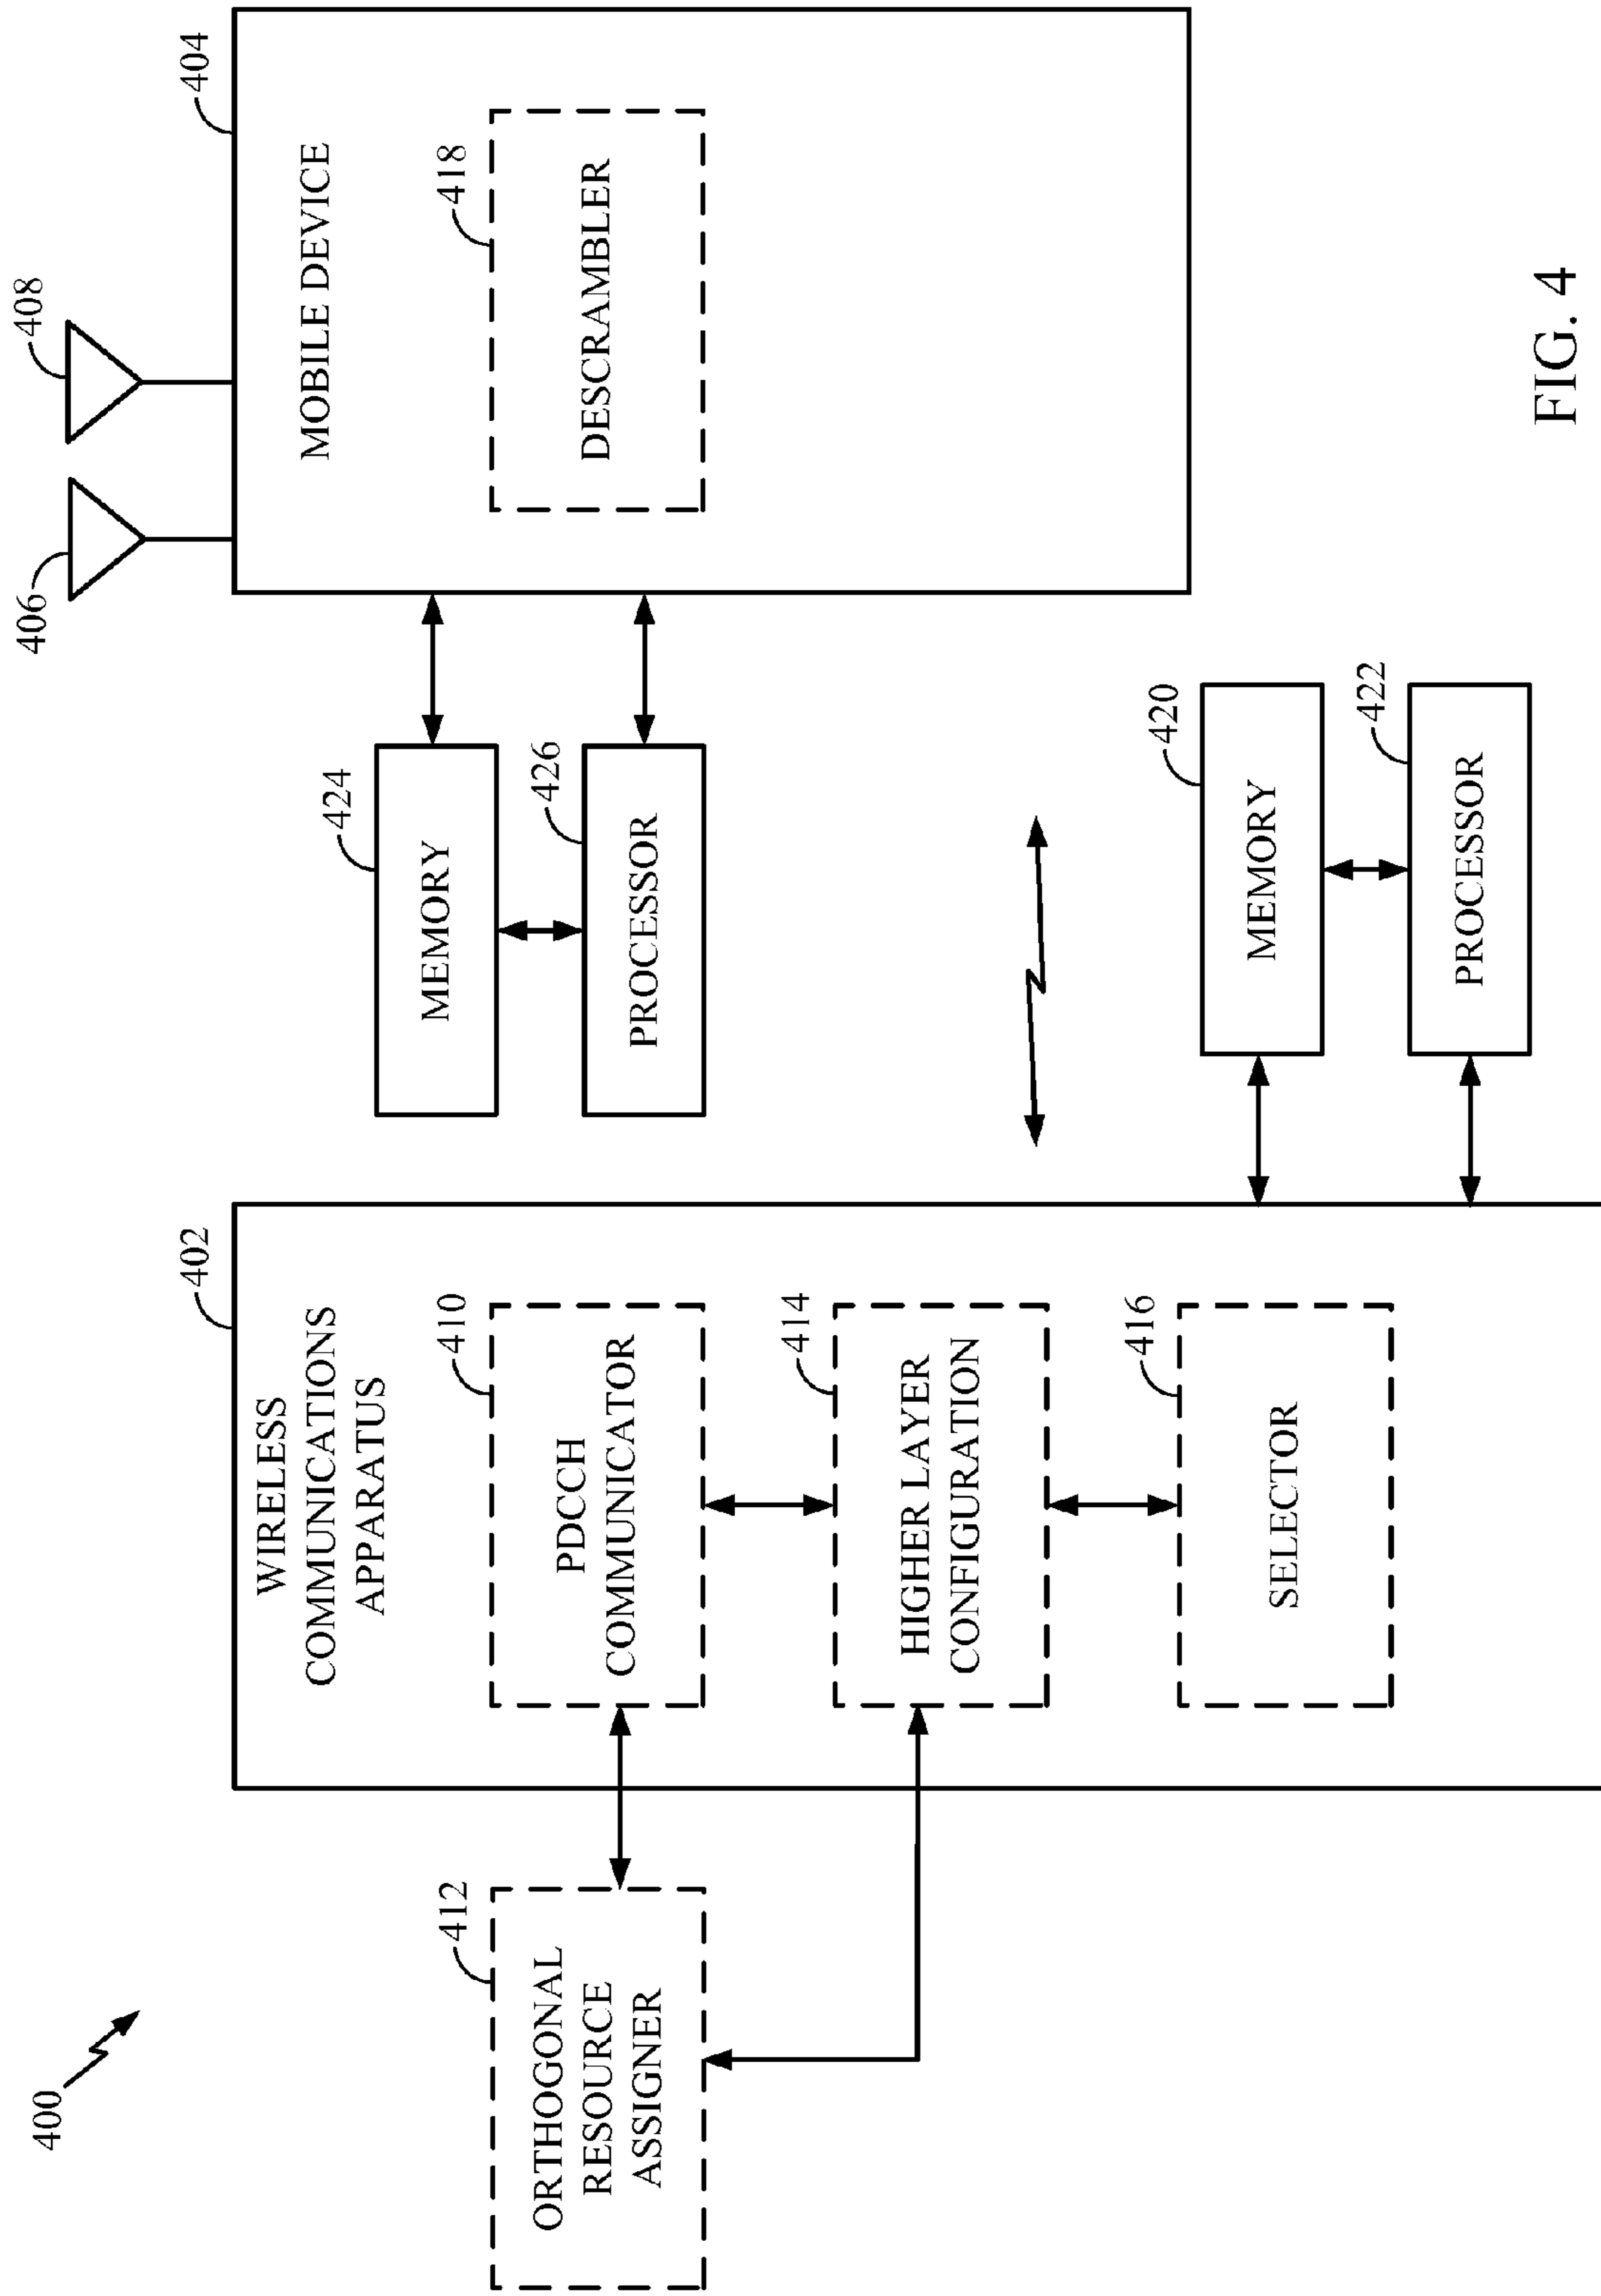 400
402
WIRELESS
COMMUNICATIONS
APPARATUS
412
ORTHOGONAL
RESOURCE
ASSIGNER
410
PDCCH
COMMUNICATOR
414
HIGHER LAYER
CONFIGURATION
416
SELECTOR
406
408
404
MOBILE DEVICE
418
DESCRAMBLER
424
MEMORY
426
PROCESSOR
420
MEMORY
422
PROCESSOR
FIG. 4